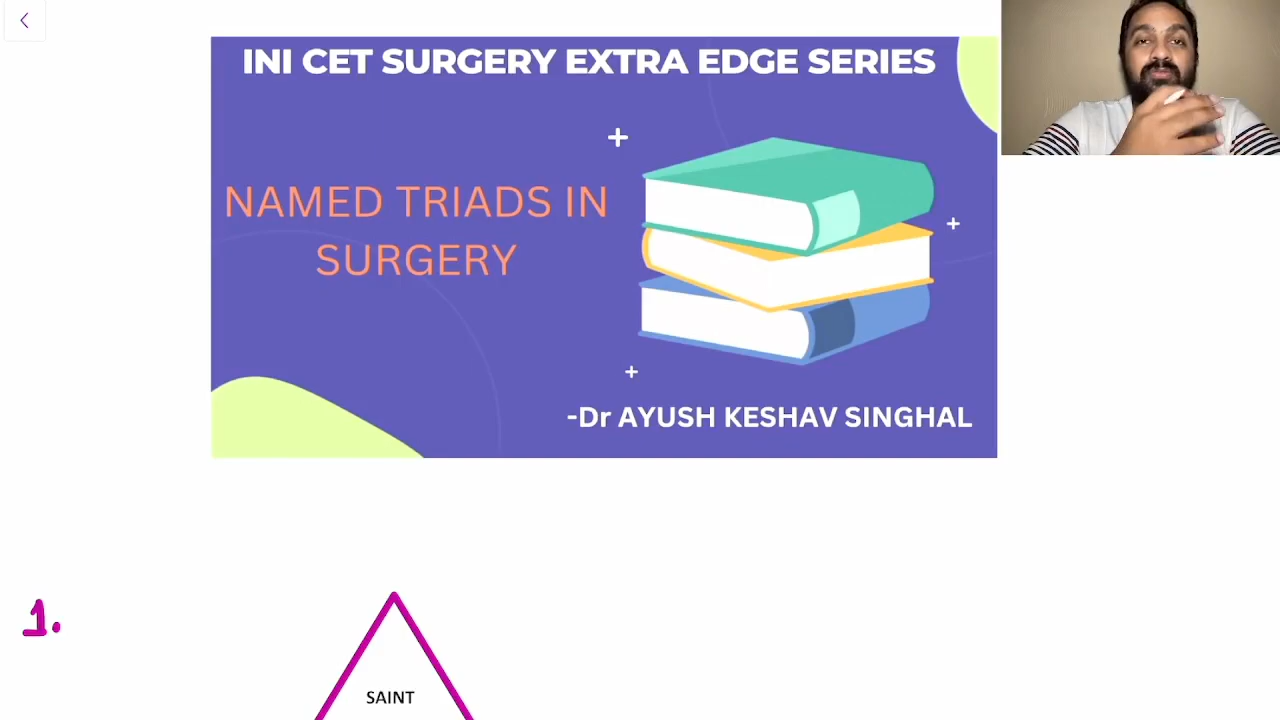 INI CET SURGERY EXTRA EDGE SERIES
NAMED TRIADS IN
SURGERY
-Dr AYUSH KESHAV SINGHAL
1.
SAINT